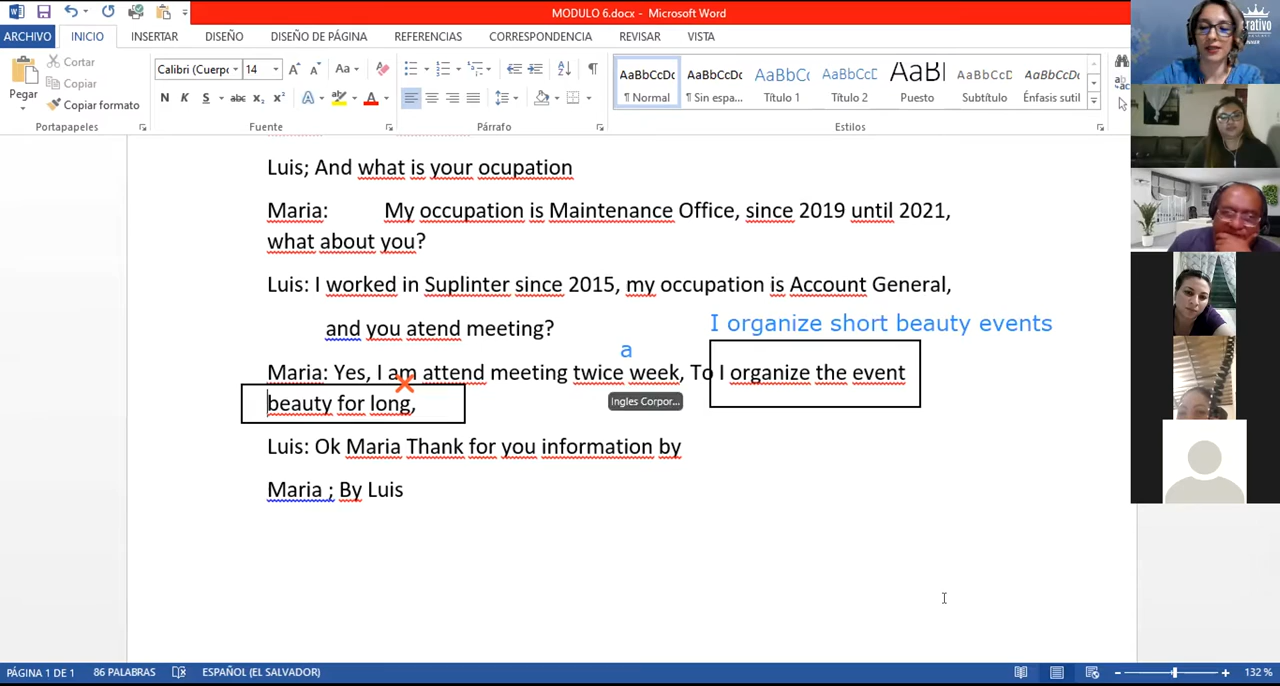 MODULO 6.docx - Microsoft Word
ARCHIVO INICIO INSERTAR DISEÑO DISEÑO DE PÁGINA REFERENCIAS CORRESPONDENCIA REVISAR VISTA
Pegar
Cortar
Copiar
Copiar formato
Portapapeles
Calibri (Cuerpo 14
N K S abc x₂ x²
Fuente
Párrafo
AaBbCcDc AaBbCcDc AaBbCc AaBbCcD AaBbI AaBbCcD AaBbCcDc
¶ Normal ¶ Sin espa... Título 1 Título 2 Puesto Subtítulo Énfasis sutil
Estilos
Luis; And what is your ocupation
Maria: My occupation is Maintenance Office, since 2019 until 2021,
what about you?
Luis: I worked in Suplinter since 2015, my occupation is Account General,
I organize short beauty events
and you atend meeting?
a
Maria: Yes, I am attend meeting twice week, To I organize the event
beauty for long,
Ingles Corpor...
Luis: Ok Maria Thank for you information by
Maria ; By Luis
PÁGINA 1 DE 1 86 PALABRAS ESPAÑOL (EL SALVADOR) 132 %